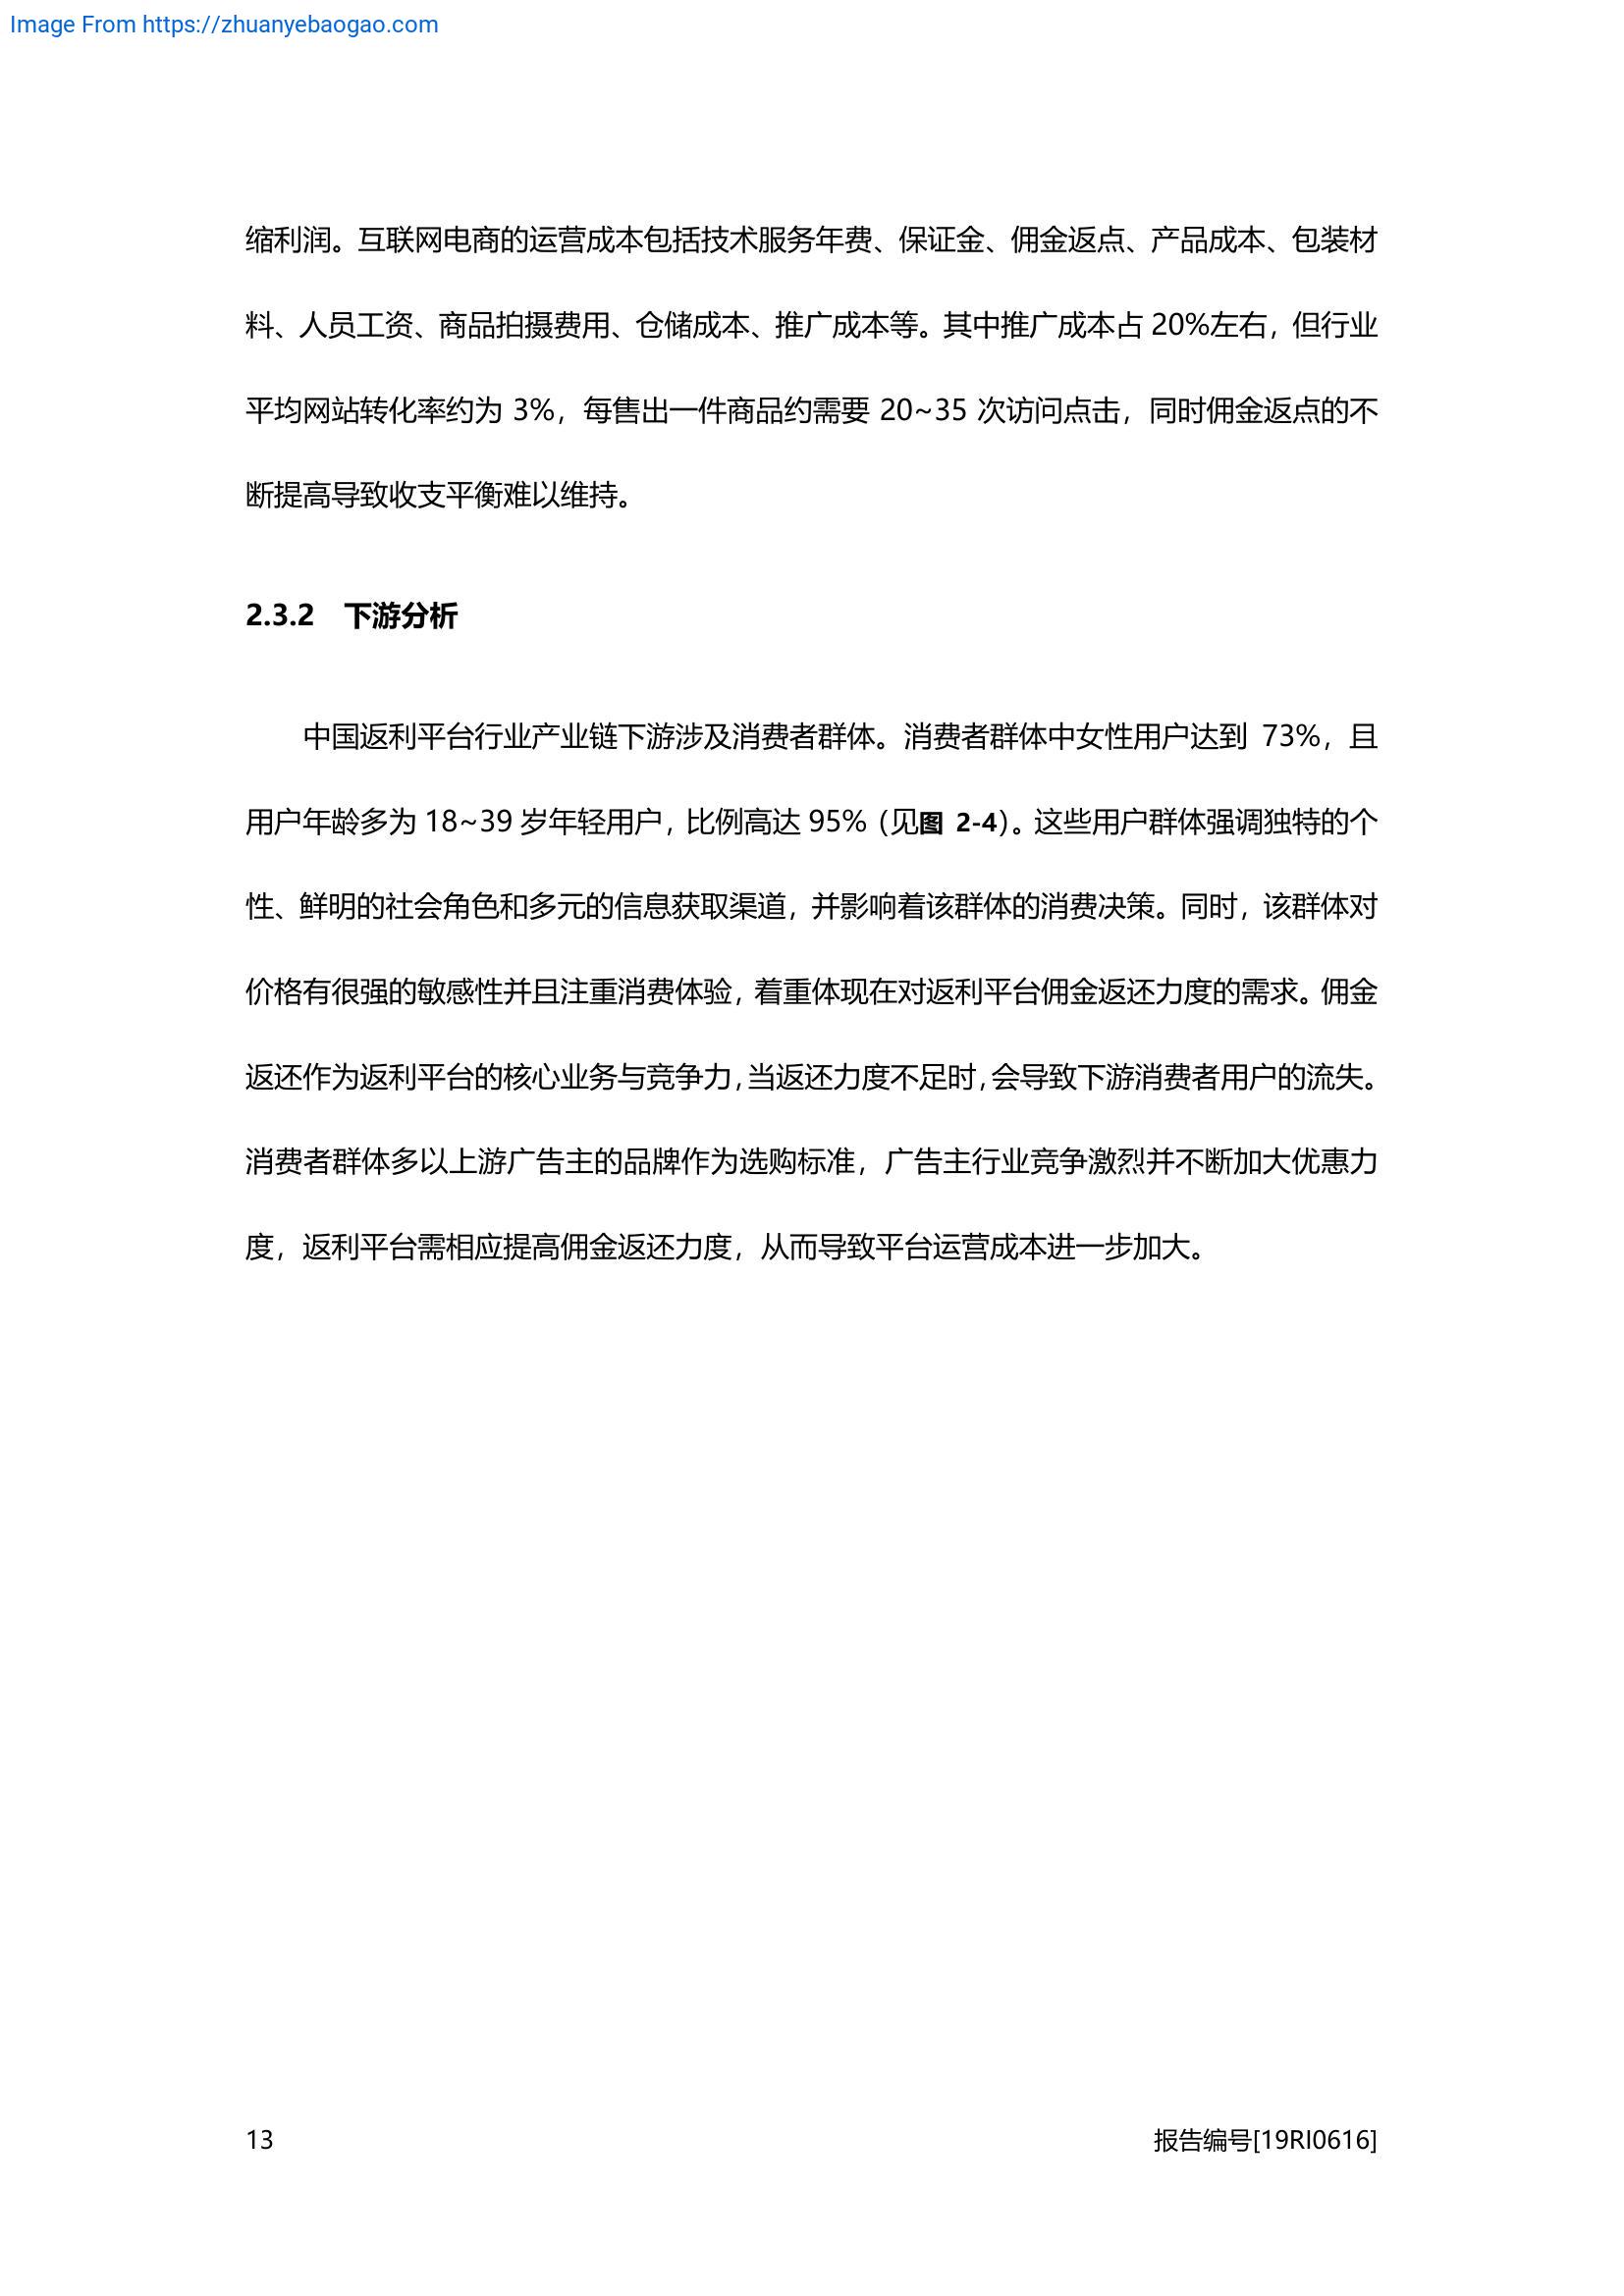 Image From https://zhuanyebaogao.com
缩利润。互联网电商的运营成本包括技术服务年费、保证金、佣金返点、产品成本、包装材
料、人员工资、商品拍摄费用、仓储成本、推广成本等。其中推广成本占 20%左右，但行业
平均网站转化率约为 3%，每售出一件商品约需要 20~35 次访问点击，同时佣金返点的不
断提高导致收支平衡难以维持。
2.3.2 下游分析
中国返利平台行业产业链下游涉及消费者群体。消费者群体中女性用户达到 73%，且
用户年龄多为 18~39 岁年轻用户，比例高达 95%（见图 2-4）。这些用户群体强调独特的个
性、鲜明的社会角色和多元的信息获取渠道，并影响着该群体的消费决策。同时，该群体对
价格有很强的敏感性并且注重消费体验，着重体现在对返利平台佣金返还力度的需求。佣金
返还作为返利平台的核心业务与竞争力，当返还力度不足时，会导致下游消费者用户的流失。
消费者群体多以上游广告主的品牌作为选购标准，广告主行业竞争激烈并不断加大优惠力
度，返利平台需相应提高佣金返还力度，从而导致平台运营成本进一步加大。
13 报告编号[19RI0616]